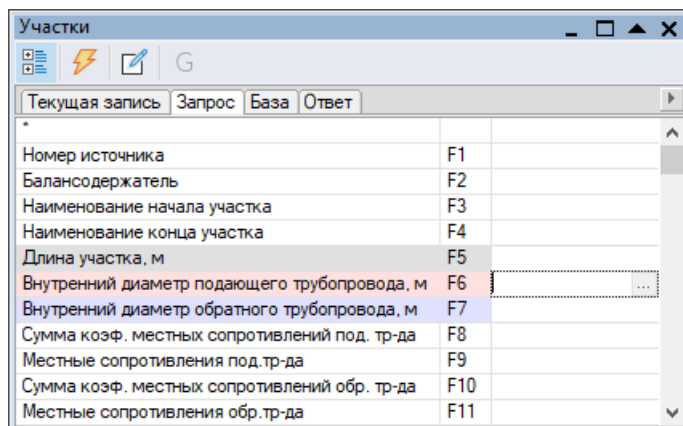 Участки
G
Текущая запись Запрос База Ответ
*
Номер источника F1
Балансодержатель F2
Наименование начала участка F3
Наименование конца участка F4
Длина участка, м F5
Внутренний диаметр подающего трубопровода, м F6 ...
Внутренний диаметр обратного трубопровода, м F7
Сумма коэф. местных сопротивлений под. тр-да F8
Местные сопротивления под.тр-да F9
Сумма коэф. местных сопротивлений обр. тр-да F10
Местные сопротивления обр.тр-да F11